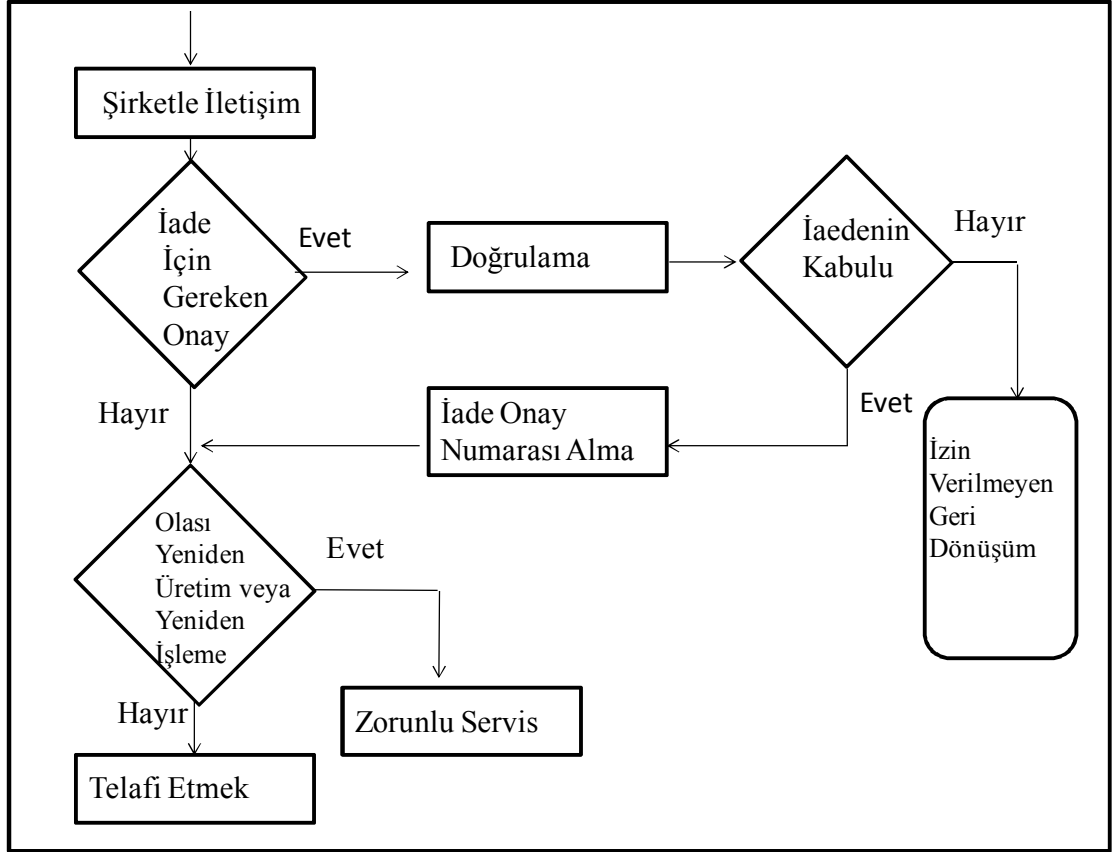 Şirketle İletişim
İade
İçin
Gereken
Onay
Evet
Doğrulama
İaedenin
Kabulu
Hayır
Hayır
İade Onay
Numarası Alma
Evet
İzin
Verilmeyen
Geri
Dönüşüm
Olası
Yeniden
Üretim veya
Yeniden
İşleme
Evet
Hayır
Zorunlu Servis
Telafi Etmek